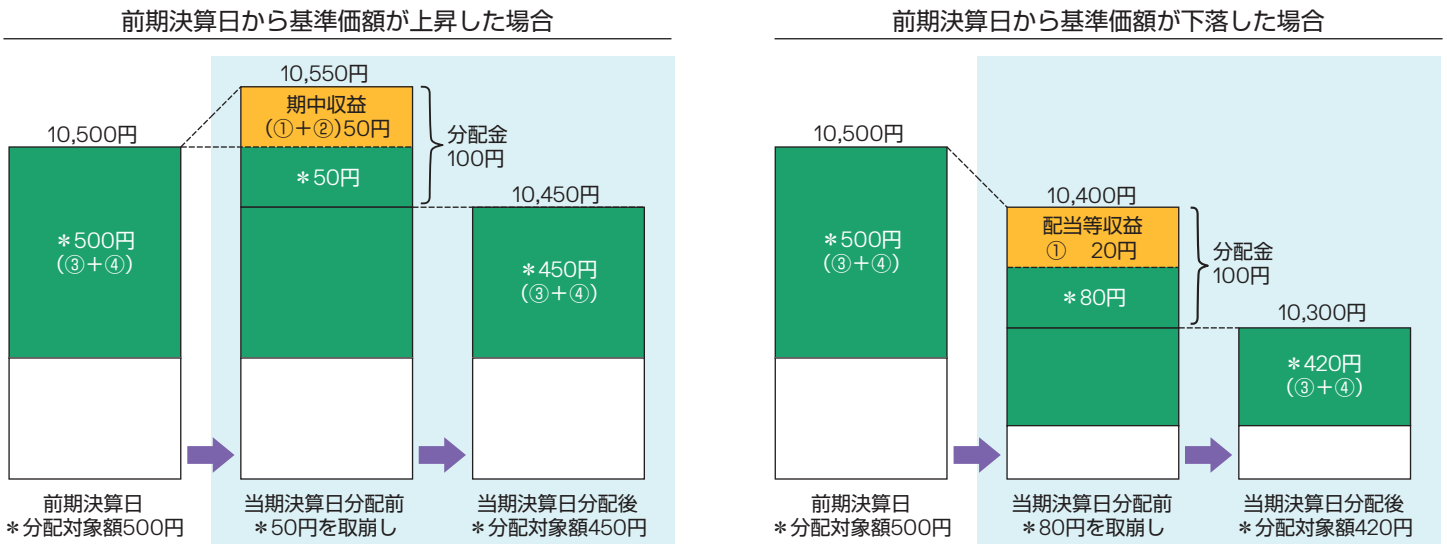 前期決算日から基準価額が上昇した場合
10,500円
＊500円
(③＋④)
10,550円
期中収益
(①＋②)50円
＊50円
分配金
100円
10,450円
＊450円
(③＋④)
前期決算日
＊分配対象額500円
当期決算日分配前
＊50円を取崩し
当期決算日分配後
＊分配対象額450円
前期決算日から基準価額が下落した場合
10,500円
＊500円
(③＋④)
10,400円
配当等収益
①　20円
＊80円
分配金
100円
10,300円
＊420円
(③＋④)
前期決算日
＊分配対象額500円
当期決算日分配前
＊80円を取崩し
当期決算日分配後
＊分配対象額420円